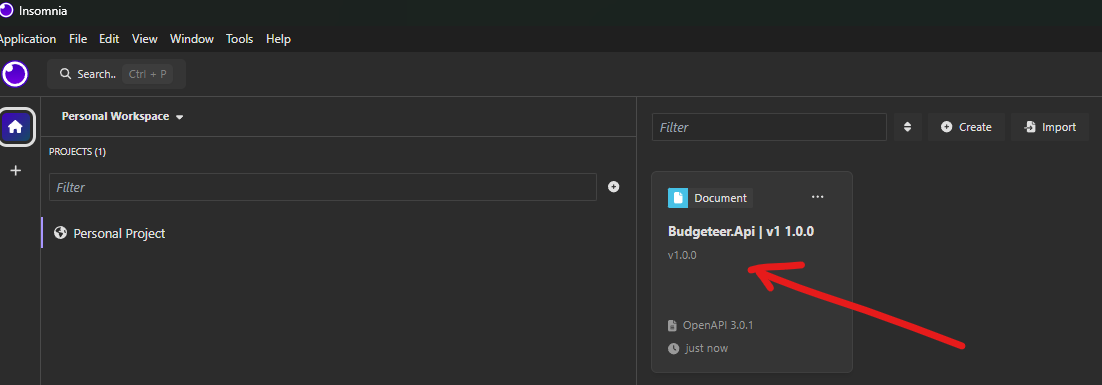 Insomnia
Application File Edit View Window Tools Help
Search.. Ctrl + P
Personal Workspace
PROJECTS (1)
Filter
Personal Project
Filter
Create
Import
Document
Budgeteer.Api | v1 1.0.0
v1.0.0
OpenAPI 3.0.1
just now